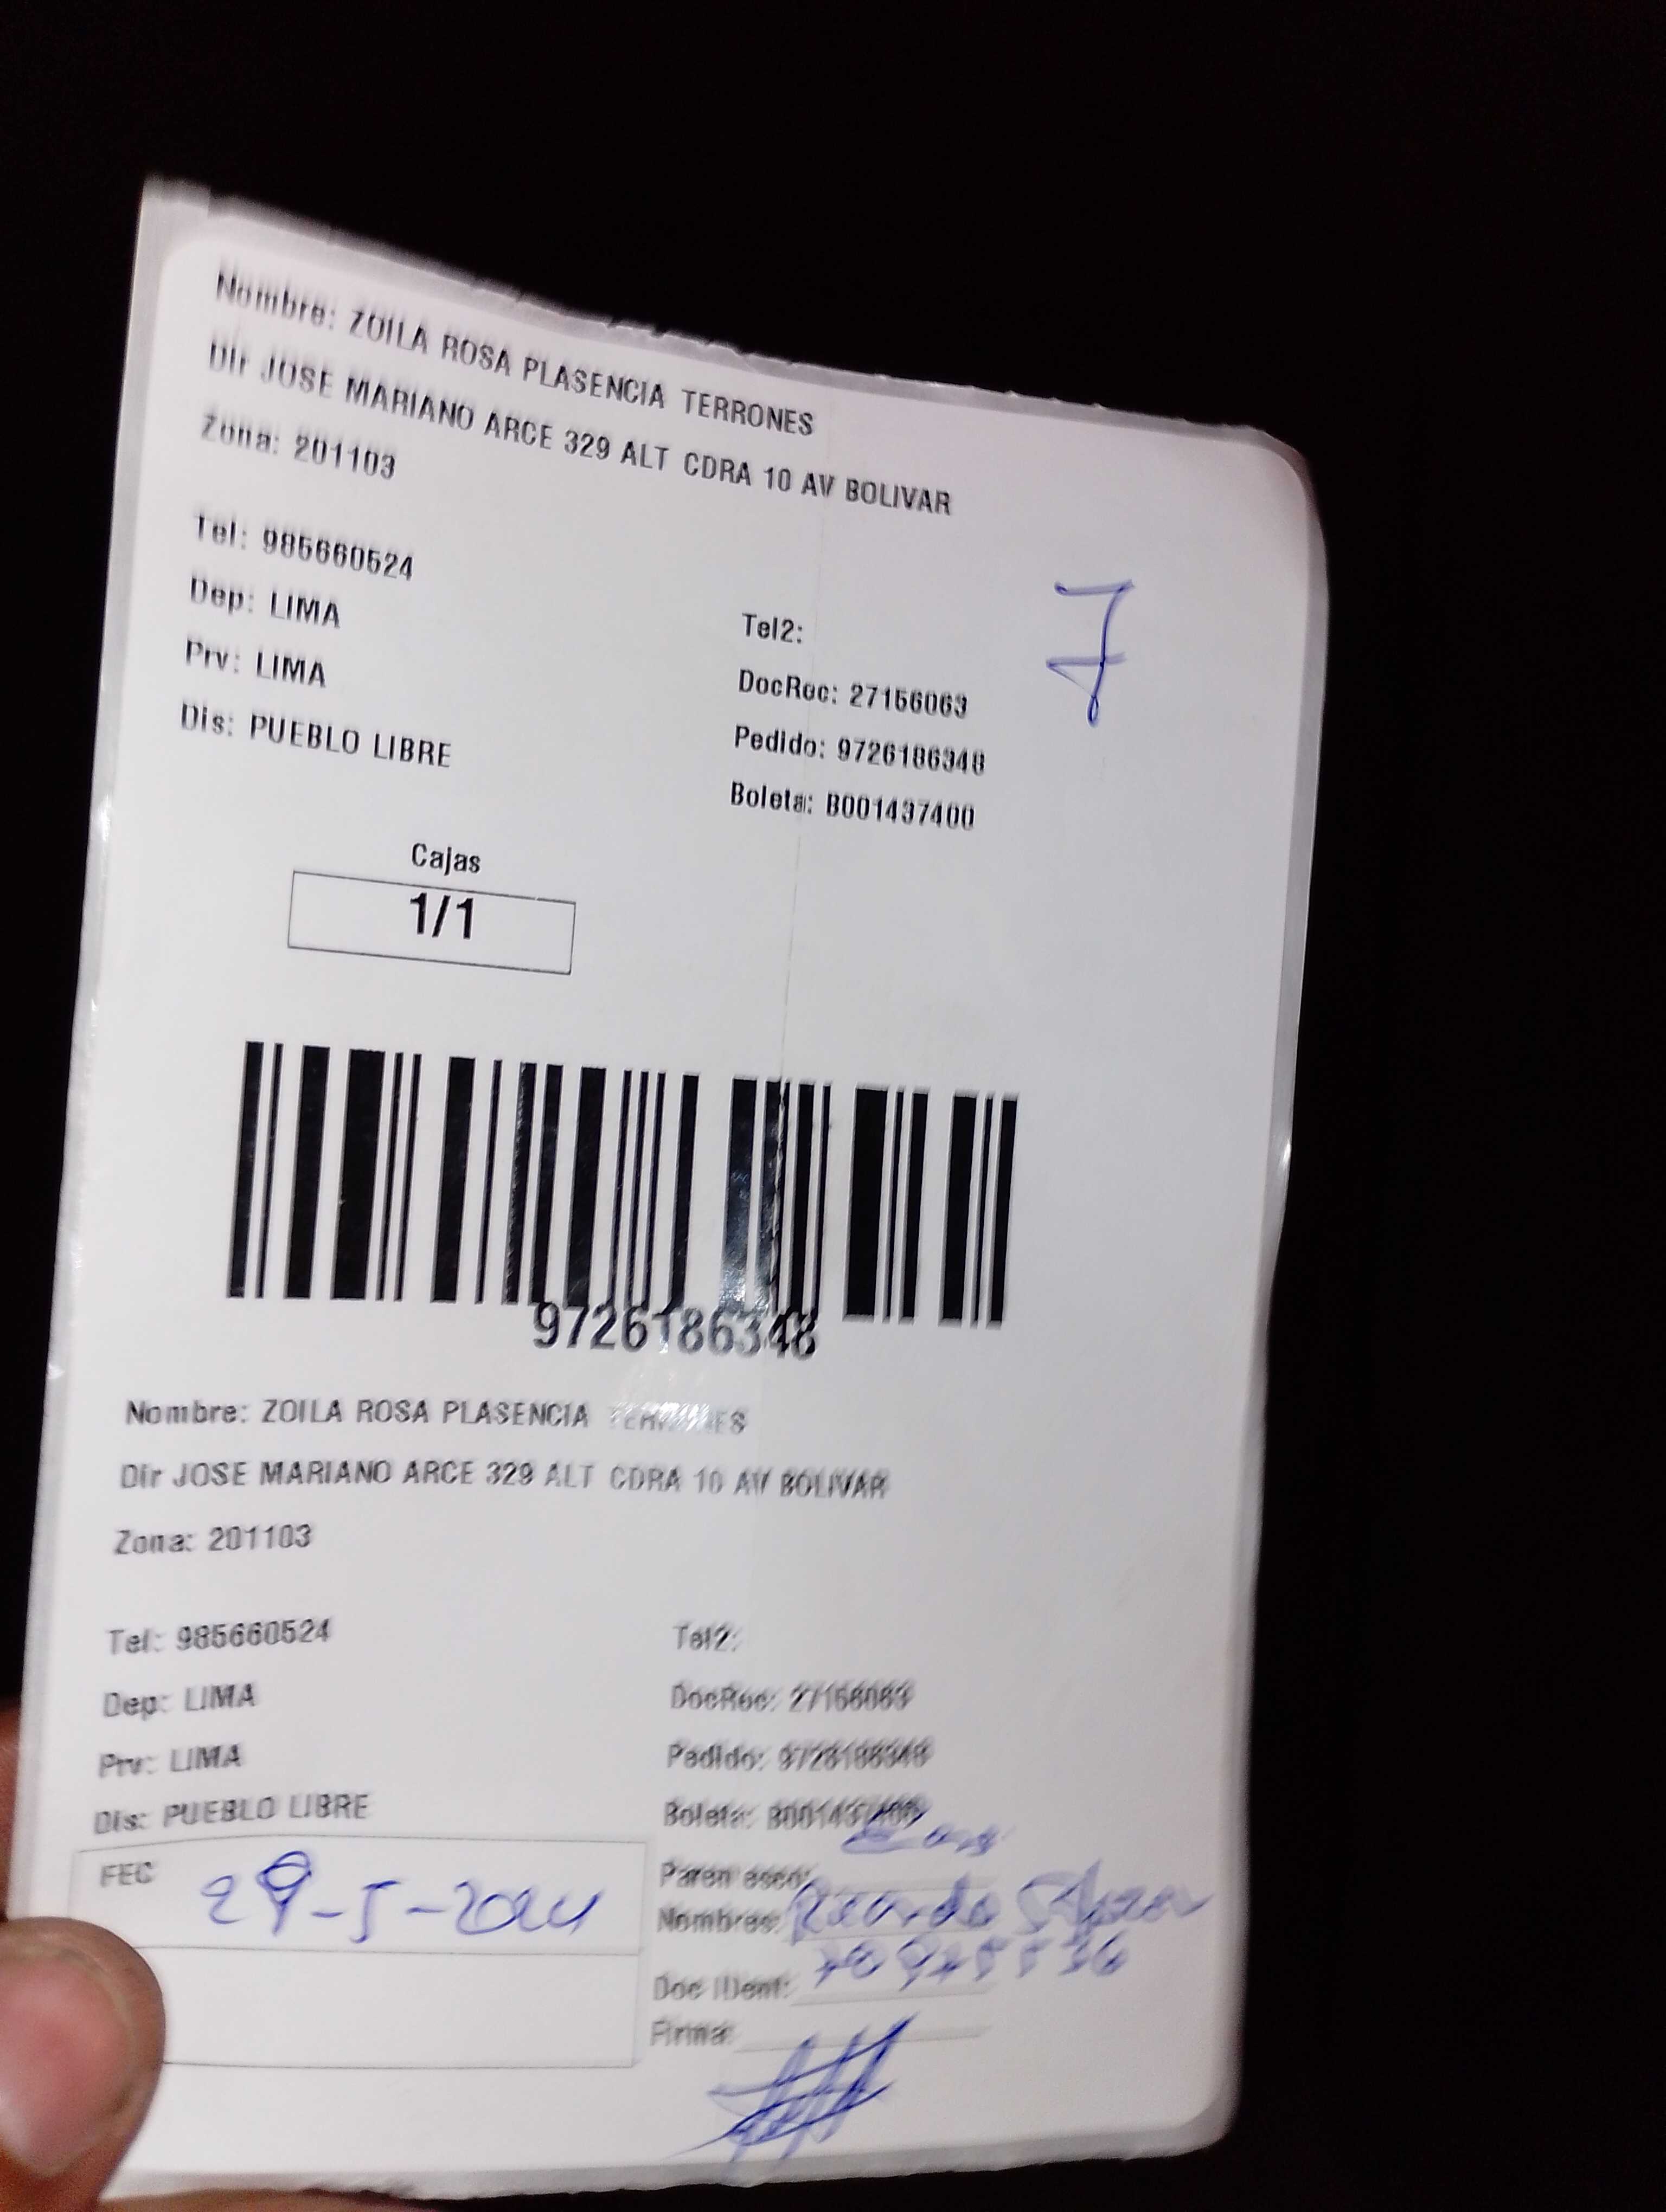 Nombre: ZOILA ROSA PLASENCIA TERRONES
Dir JOSE MARIANO ARCE 329 ALT CDRA 10 AV BOLIVAR
Zona: 201103
Tel: 985660524
Dep: LIMA
Prv: LIMA
Dis: PUEBLO LIBRE
Tel2:
DocRec: 27156063
Pedido: 9726186348
Boleta: B001437400
7
Cajas
1/1
9726186348
Nombre: ZOILA ROSA PLASENCIA TERRONES
Dir JOSE MARIANO ARCE 329 ALT CDRA 10 AV BOLIVAR
Zona: 201103
Tel: 985660524
Dep: LIMA
Prv: LIMA
Dis: PUEBLO LIBRE
Tel2:
DocRec: 27156063
Pedido: 9726186348
Boleta: B001437400
FEC 29-5-2024
Parentesco:
Nombres: Ricardo
Doc IDent:
Firma: